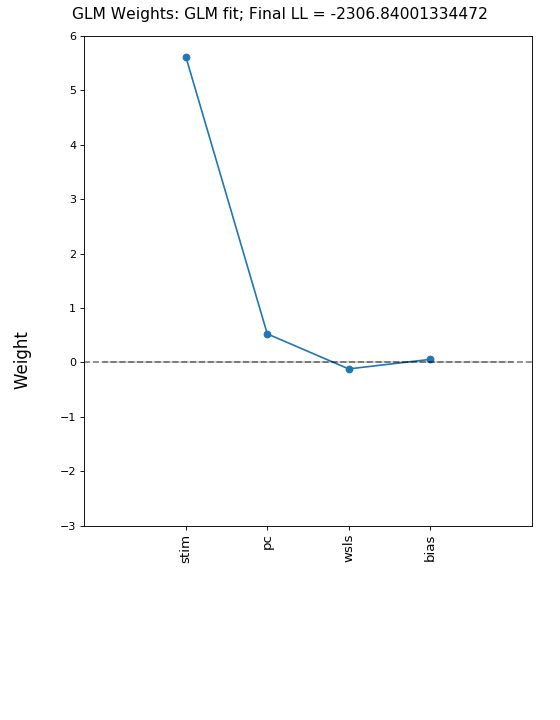 GLM Weights: GLM fit; Final LL = -2306.84001334472
6
5
4
3
2
1
0
−1
−2
−3
Weight
stim
pc
wsls
bias